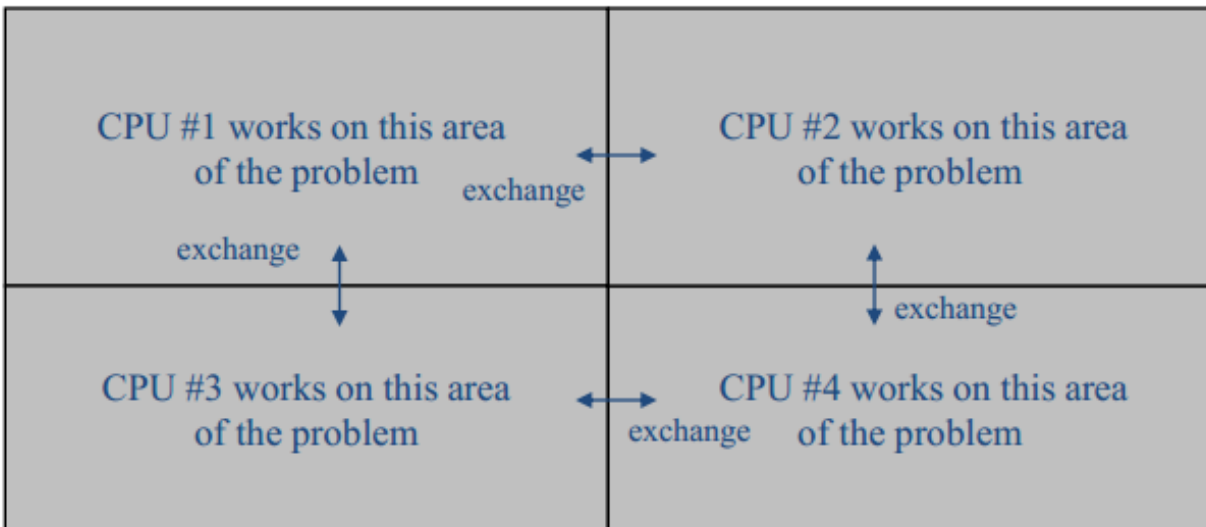 CPU #1 works on this area
of the problem
exchange
CPU #2 works on this area
of the problem
exchange
exchange
CPU #3 works on this area
of the problem
exchange
CPU #4 works on this area
of the problem